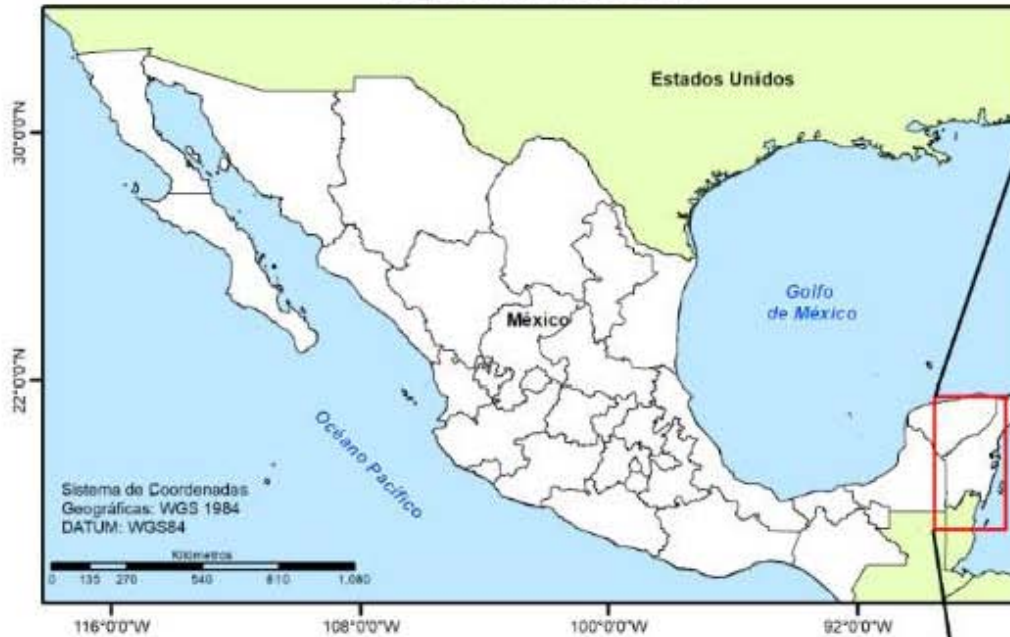 Estados Unidos
30°0'0"N
Golfo
de México
México
22°0'0"N
Océano Pacífico
Sistema de Coordenadas
Geográficas: WGS 1984
DATUM: WGS84
Kilómetros
0 135 270 540 810 1,080
116°0'0"W 108°0'0"W 100°0'0"W 92°0'0"W